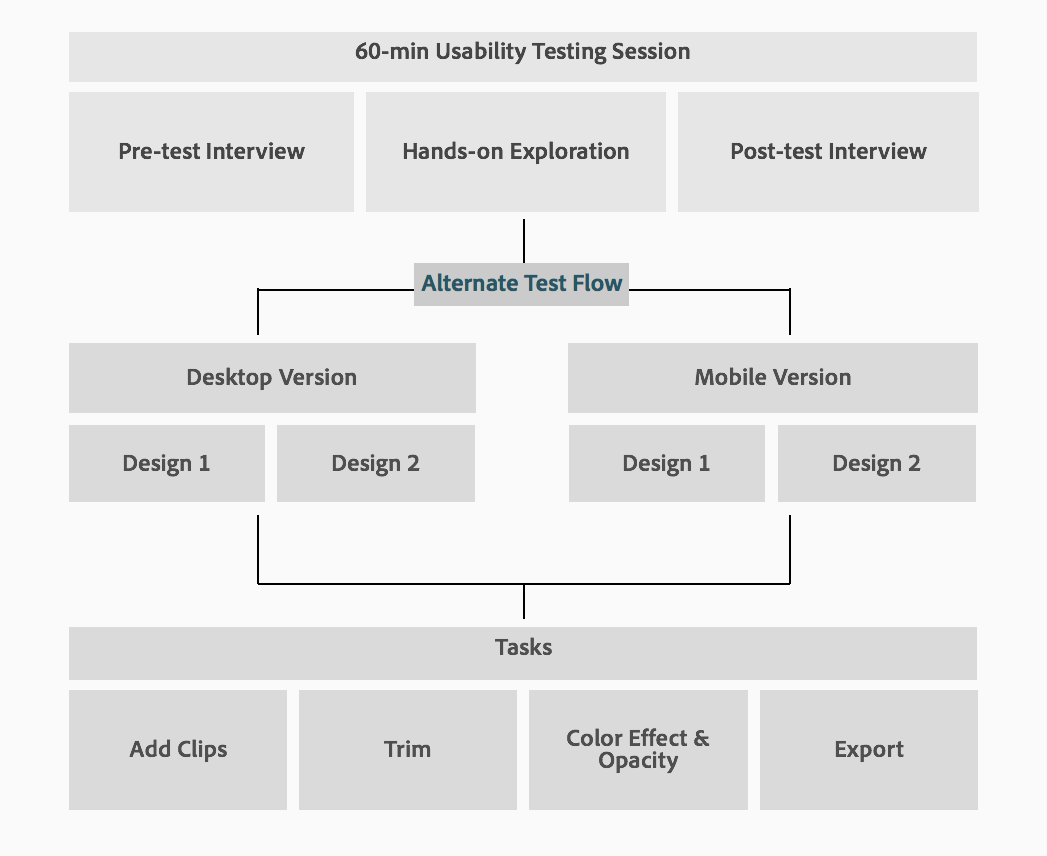 60-min Usability Testing Session
Pre-test Interview
Hands-on Exploration
Post-test Interview
Alternate Test Flow
Desktop Version
Mobile Version
Design 1
Design 2
Design 1
Design 2
Tasks
Add Clips
Trim
Color Effect &
Opacity
Export